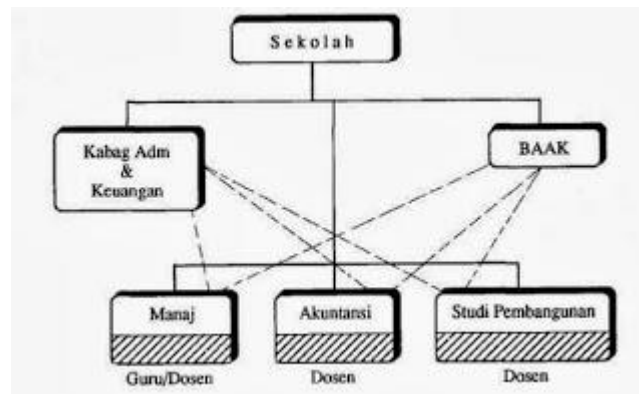 Sekolah
Kabag Adm
&
Keuangan
BAAK
Manaj
Akuntansi
Studi Pembangunan
Guru/Dosen
Dosen
Dosen